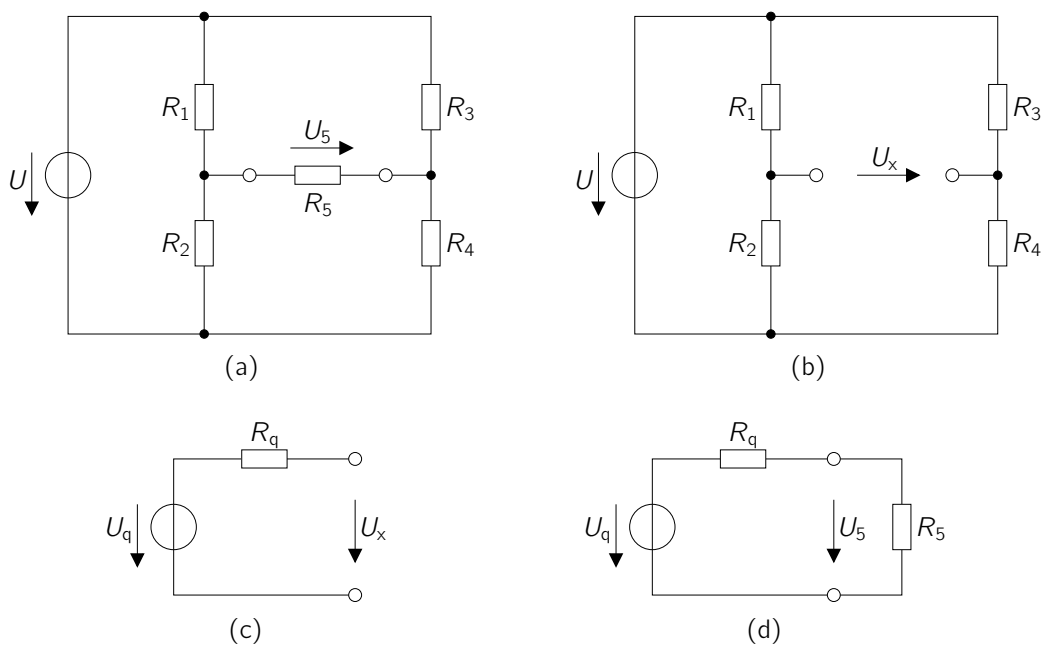 R1 R3 R1 R3
U5 Ux
U U
R5
R2 R4 R2 R4
(a) (b)
Rq Rq
Uq Ux Uq U5 R5
(c) (d)